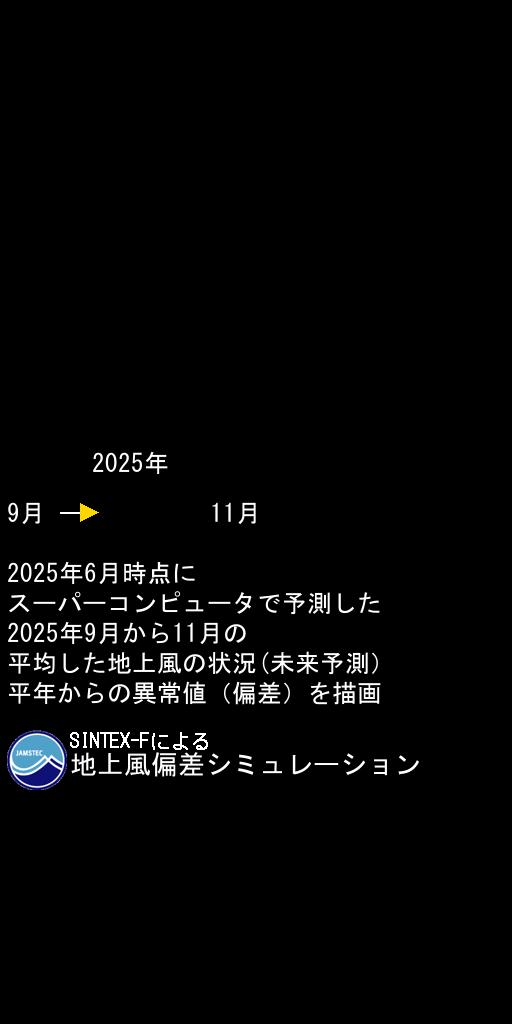 2025年
9月 11月
2025年6月時点に
スーパーコンピュータで予測した
2025年9月から11月の
平均した地上風の状況(未来予測)
平年からの異常値（偏差）を描画
SINTEX-Fによる
JAMSTEC
地上風偏差シミュレーション